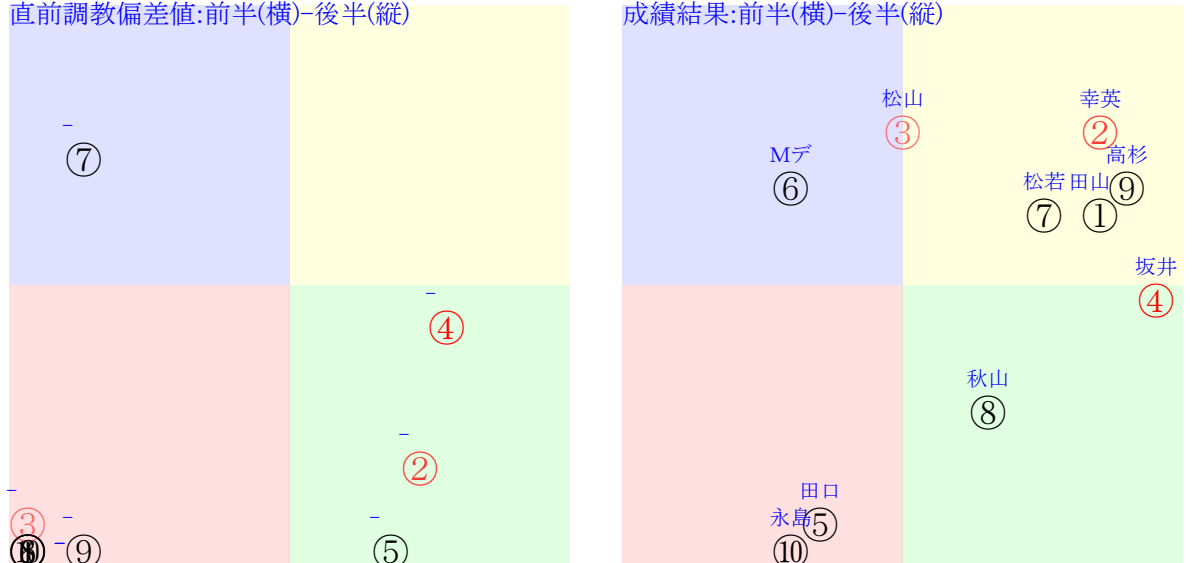 直前調教偏差値:前半(横)-後半(縦)
-
⑦
-
④
-
②
-
③
-
⑨
-
-
⑤
⑩
成績結果:前半(横)-後半(縦)
松山
③
幸英
②
Mデ
⑥
高杉
⑨
松若
⑦
田山
①
坂井
④
秋山
⑧
田口
⑤
永島
⑩